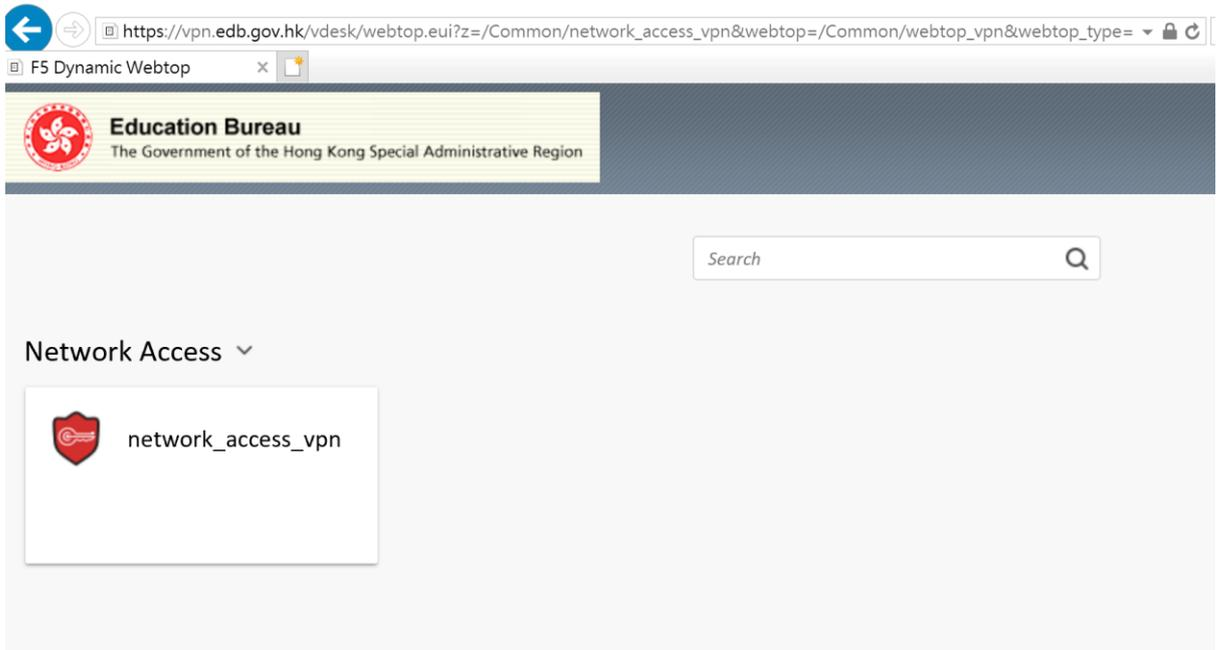 https://vpn.edb.gov.hk/vdesk/webtop.eui?z=/Common/network_access_vpn&webtop=/Common/webtop_vpn&webtop_type=
F5 Dynamic Webtop
Education Bureau
The Government of the Hong Kong Special Administrative Region
Search
Network Access
network_access_vpn